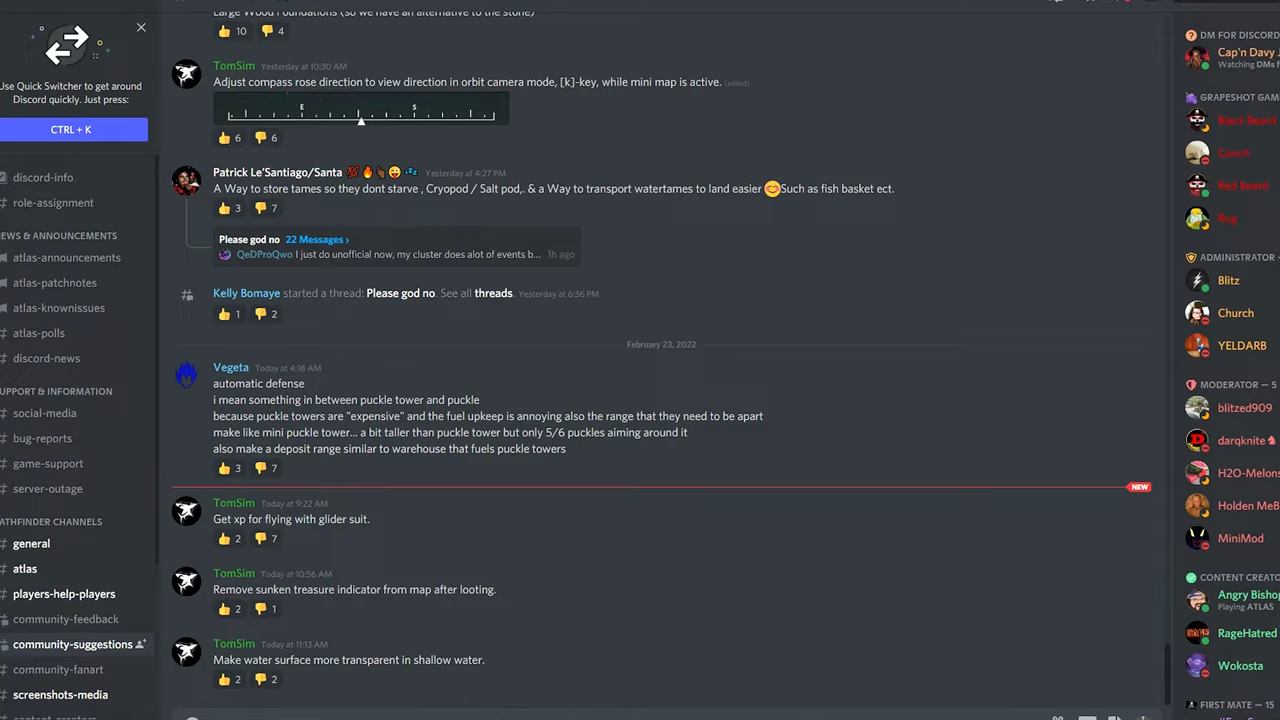 Large Wood Foundations (so we have an alternative to the stone)
10 4
Use Quick Switcher to get around
Discord quickly. Just press:
CTRL + K
discord-info
role-assignment
NEWS & ANNOUNCEMENTS
atlas-announcements
atlas-patchnotes
atlas-knownissues
atlas-polls
discord-news
SUPPORT & INFORMATION
social-media
bug-reports
game-support
server-outage
PATHFINDER CHANNELS
general
atlas
players-help-players
community-feedback
community-suggestions
community-fanart
screenshots-media
content-creators
TomSim Yesterday at 10:30 AM
Adjust compass rose direction to view direction in orbit camera mode, [k]-key, while mini map is active. (edited)
E S
6 6
Patrick Le'Santiago/Santa 💯🔥👆🏾😜💤 Yesterday at 4:27 PM
A Way to store tames so they dont starve , Cryopod / Salt pod,. & a Way to transport watertames to land easier 😊Such as fish basket ect.
3 7
Please god no 22 Messages ›
QeDProQwo I just do unofficial now, my cluster does alot of events b... 1h ago
Kelly Bomaye started a thread: Please god no. See all threads. Yesterday at 6:36 PM
1 2
February 23, 2022
Vegeta Today at 4:18 AM
automatic defense
i mean something in between puckle tower and puckle
because puckle towers are "expensive" and the fuel upkeep is annoying also the range that they need to be apart
make like mini puckle tower... a bit taller than puckle tower but only 5/6 puckles aiming around it
also make a deposit range similar to warehouse that fuels puckle towers
3 7
NEW
TomSim Today at 9:22 AM
Get xp for flying with glider suit.
2 7
TomSim Today at 10:56 AM
Remove sunken treasure indicator from map after looting.
2 1
TomSim Today at 11:13 AM
Make water surface more transparent in shallow water.
2 2
DM FOR DISCORD
Cap'n Davy J
Watching DMs f
GRAPESHOT GAM
Black Beard
Conch
Red Beard
Rog
ADMINISTRATOR —
Blitz
Church
YELDARB
MODERATOR — 5
blitzed909
darqknite
H2O-Melons
Holden McB
MiniMod
CONTENT CREATO
Angry Bishop
Playing ATLAS
RageHatred
Wokosta
FIRST MATE — 15